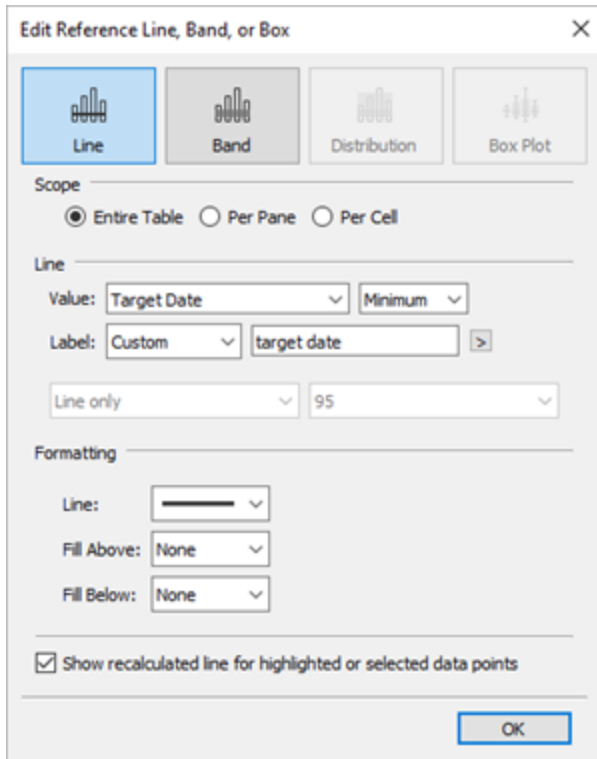 Edit Reference Line, Band, or Box
Line Band Distribution Box Plot
Scope
Entire Table Per Pane Per Cell
Line
Value: Target Date Minimum
Label: Custom target date >
Line only 95
Formatting
Line:
Fill Above: None
Fill Below: None
Show recalculated line for highlighted or selected data points
OK